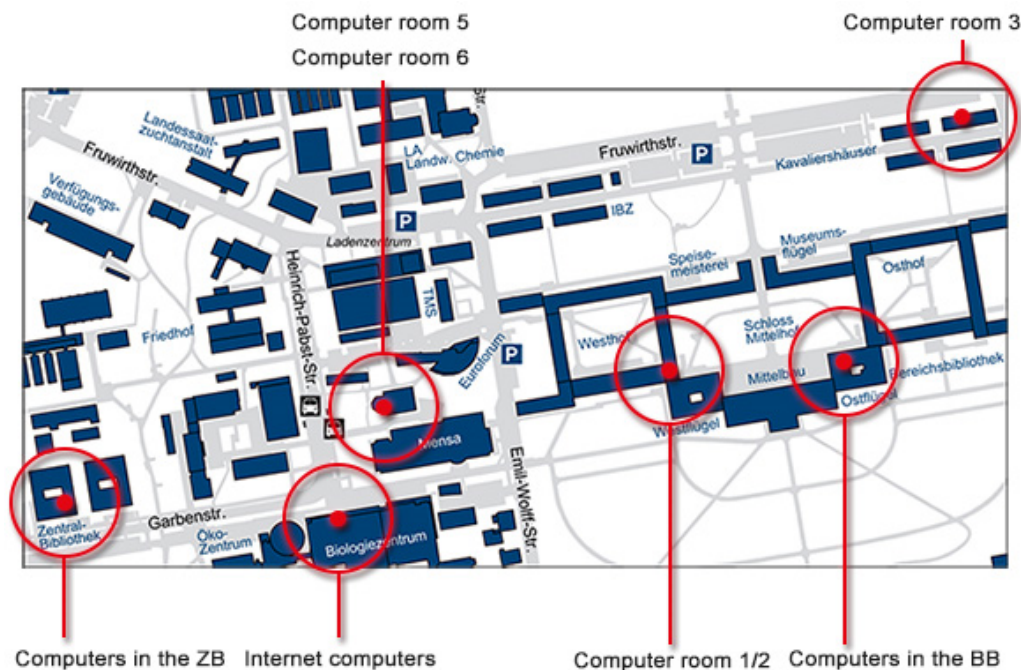 Computer room 5
Computer room 6
Computer room 3
Landessaat-
zuchtanstalt
Fruwirthstr.
Verfügungs-
gebäude
LA
Landw. Chemie
Str.
Fruwirthstr.
P
Kavaliershäuser
P
IBZ
Ladenzentrum
Heinrich-Pabst-Str.
TMS
Speise-
meisterei
Museums-
flügel
Osthof
Friedhof
Euroforum
P
Westhof
Schloss
Mittelhof
Mittelbau
Bereichsbibliothek
Ostflügel
Westflügel
Mensa
Emil-Wolff-Str.
Garbenstr.
Zentral-
Bibliothek
Öko-
Zentrum
Biologiezentrum
Computers in the ZB
Internet computers
Computer room 1/2
Computers in the BB